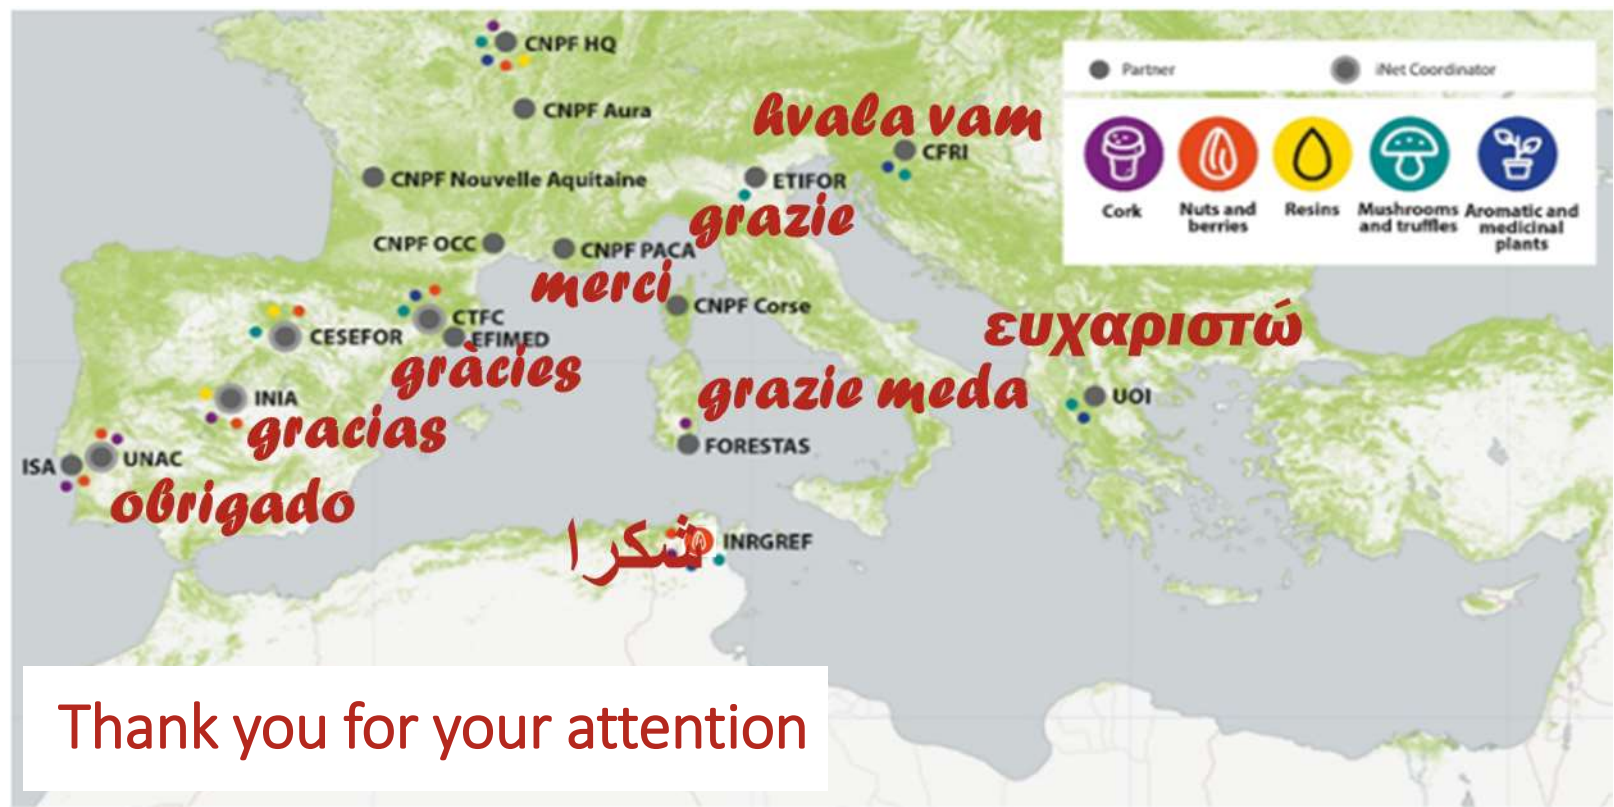 CNPF HQ
CNPF Aura
hvala vam
CFRI
Partner
iNet Coordinator
Cork
Nuts and berries
Resins
Mushrooms and truffles
Aromatic and medicinal plants
CNPF Nouvelle Aquitaine
ETIFOR
grazie
CNPF OCC
CNPF PACA
merci
CNPF Corse
CTFC
EFIMED
CESEFOR
gràcies
ευχαριστώ
grazie meda
UOI
INIA
gracias
FORESTAS
ISA
UNAC
obrigado
شكرا
INRGREF
Thank you for your attention